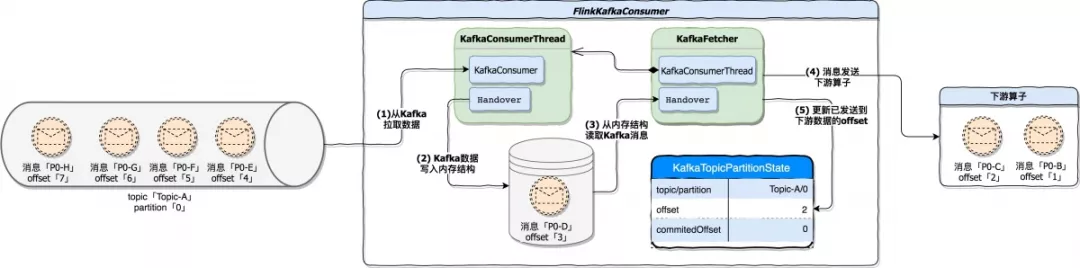 FlinkKafkaConsumer
KafkaConsumerThread
KafkaConsumer
Handover
KafkaFetcher
KafkaConsumerThread
Handover
(1)从Kafka
拉取数据
(2) Kafka数据
写入内存结构
(3) 从内存结构
读取Kafka消息
(4) 消息发送
下游算子
(5) 更新已发送到
下游数据的offset
消息「P0-H」
offset「7」
消息「P0-G」
offset「6」
消息「P0-F」
offset「5」
消息「P0-E」
offset「4」
topic「Topic-A」
partition「0」
消息「P0-D」
offset「3」
KafkaTopicPartitionState
topic/partition Topic-A/0
offset 2
commitedOffset 0
下游算子
消息「P0-C」
offset「2」
消息「P0-B」
offset「1」